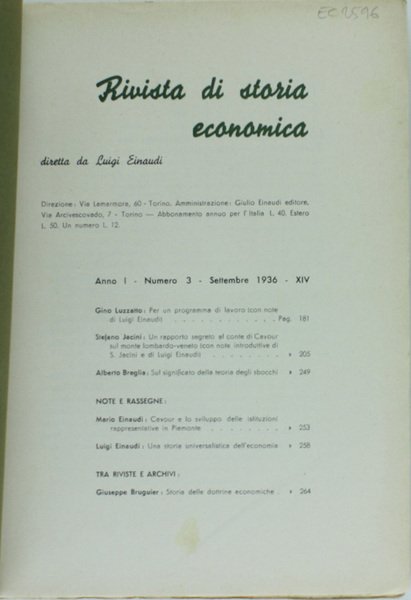 EC 2596
Rivista di storia
economica
diretta da Luigi Einaudi
Direzione: Via Lamarmora, 60 - Torino. Amministrazione: Giulio Einaudi editore,
Via Arcivescovado, 7 - Torino — Abbonamento annuo per l'Italia L. 40. Estero
L. 50. Un numero L. 12.
Anno I - Numero 3 - Settembre 1936 - XIV
Gino Luzzatto: Per un programma di lavoro (con note
di Luigi Einaudi) . . . . . . . . . . Pag. 181
Stefano Jacini: Un rapporto segreto al conte di Cavour
sul monte lombardo-veneto (con note introduttive di
S. Jacini e di Luigi Einaudi) . . . . . . . » 205
Alberto Breglia: Sul significato della teoria degli sbocchi » 249
NOTE E RASSEGNE:
Mario Einaudi: Cavour e lo sviluppo delle istituzioni
rappresentative in Piemonte . . . . . . . . » 253
Luigi Einaudi: Una storia universalistica dell'economia » 258
TRA RIVISTE E ARCHIVI:
Giuseppe Bruguier: Storia delle dottrine economiche . » 264